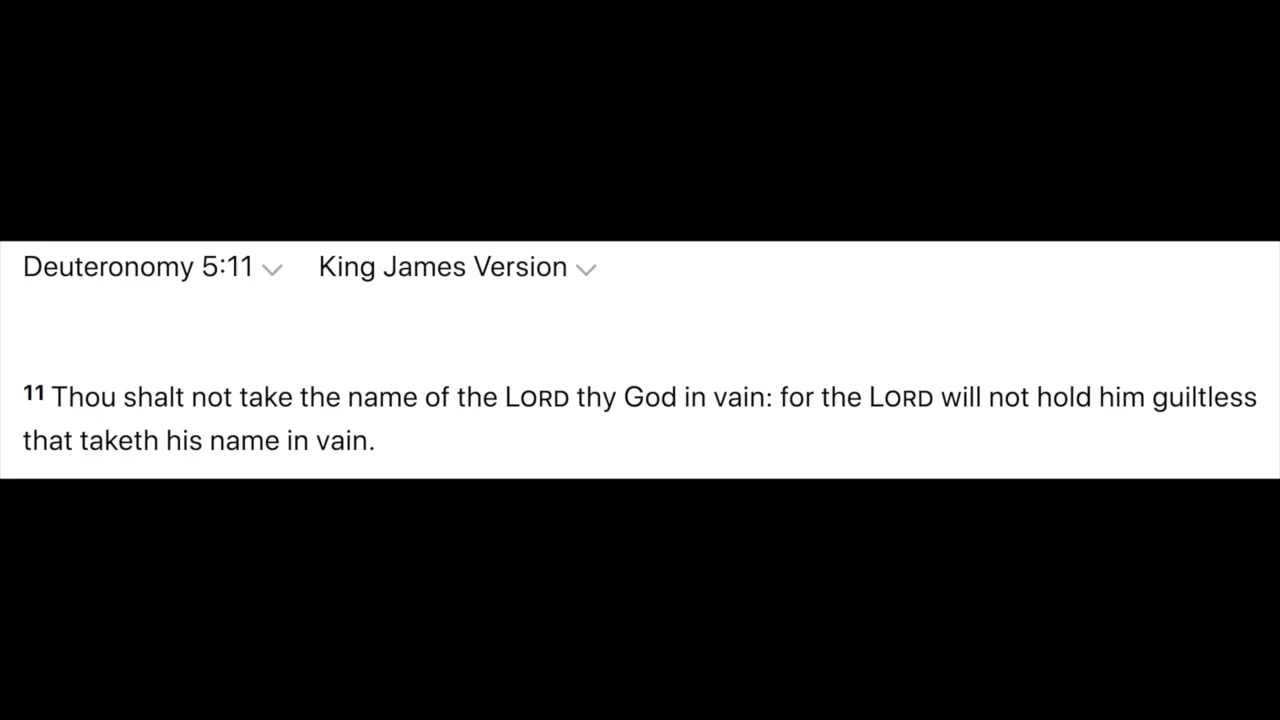 Deuteronomy 5:11 King James Version
11 Thou shalt not take the name of the LORD thy God in vain: for the LORD will not hold him guiltless
that taketh his name in vain.